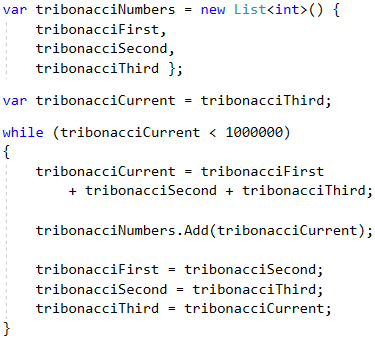 var tribonacciNumbers = new List<int>() {
    tribonacciFirst,
    tribonacciSecond,
    tribonacciThird };
var tribonacciCurrent = tribonacciThird;
while (tribonacciCurrent < 1000000)
{
    tribonacciCurrent = tribonacciFirst
        + tribonacciSecond + tribonacciThird;
    tribonacciNumbers.Add(tribonacciCurrent);
    tribonacciFirst = tribonacciSecond;
    tribonacciSecond = tribonacciThird;
    tribonacciThird = tribonacciCurrent;
}